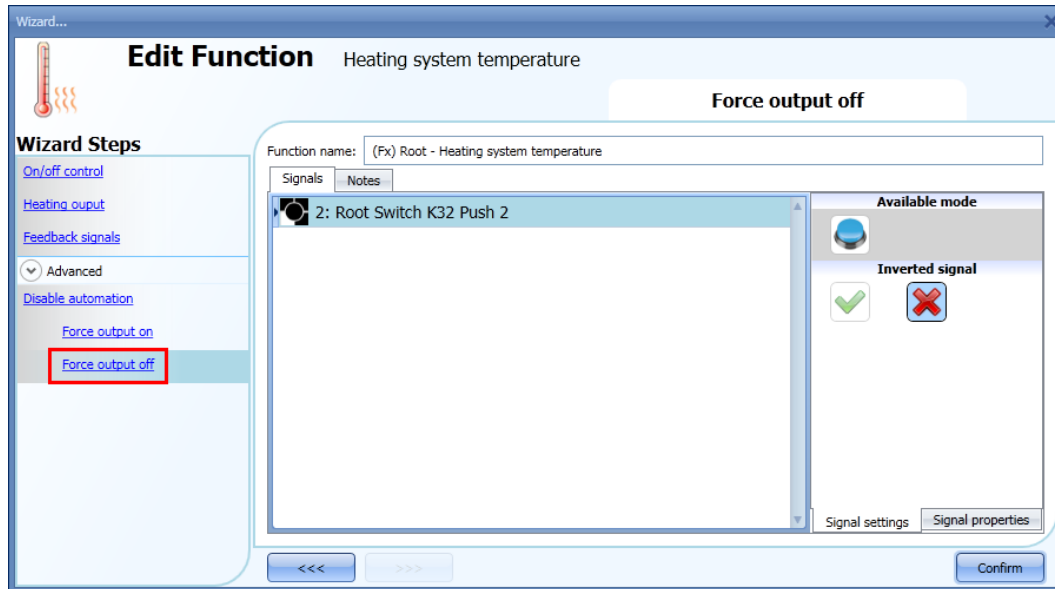 Wizard...
Edit Function Heating system temperature
Force output off
Wizard Steps
On/off control
Heating ouput
Feedback signals
Advanced
Disable automation
Force output on
Force output off
Function name: (Fx) Root - Heating system temperature
Signals Notes
2: Root Switch K32 Push 2
Available mode
Inverted signal
Signal settings Signal properties
<<< >>> Confirm